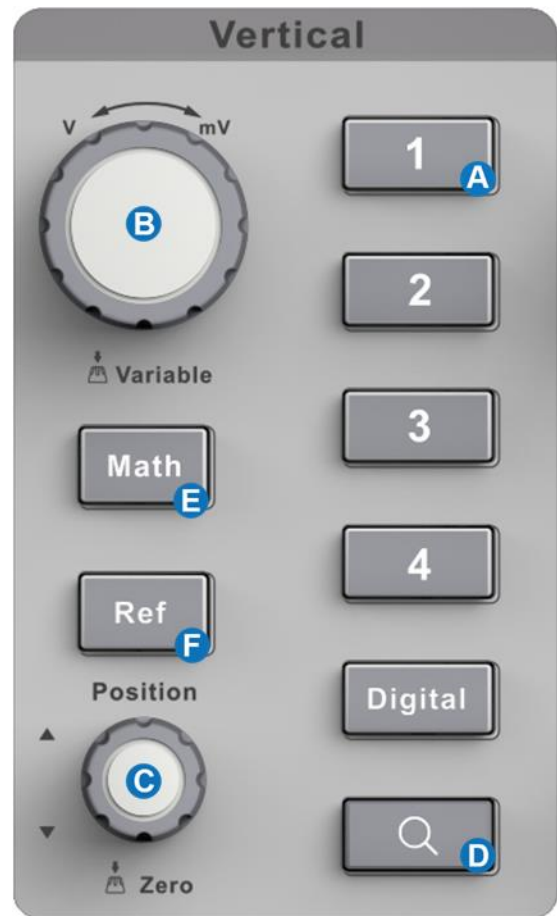 Vertical
V mV
B
Variable
Math
E
Ref
F
Position
C
Zero
1
A
2
3
4
Digital
D